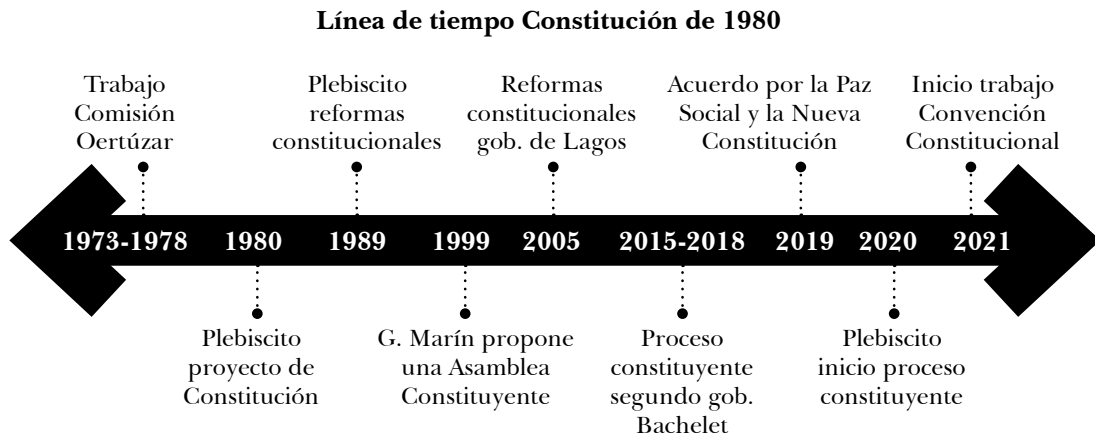 Línea de tiempo Constitución de 1980
Trabajo
Comisión
Oertúzar
Plebiscito
reformas
constitucionales
Reformas
constitucionales
gob. de Lagos
Acuerdo por la Paz
Social y la Nueva
Constitución
Inicio trabajo
Convención
Constitucional
1973-1978 1980 1989 1999 2005 2015-2018 2019 2020 2021
Plebiscito
proyecto de
Constitución
G. Marín propone
una Asamblea
Constituyente
Proceso
constituyente
segundo gob.
Bachelet
Plebiscito
inicio proceso
constituyente